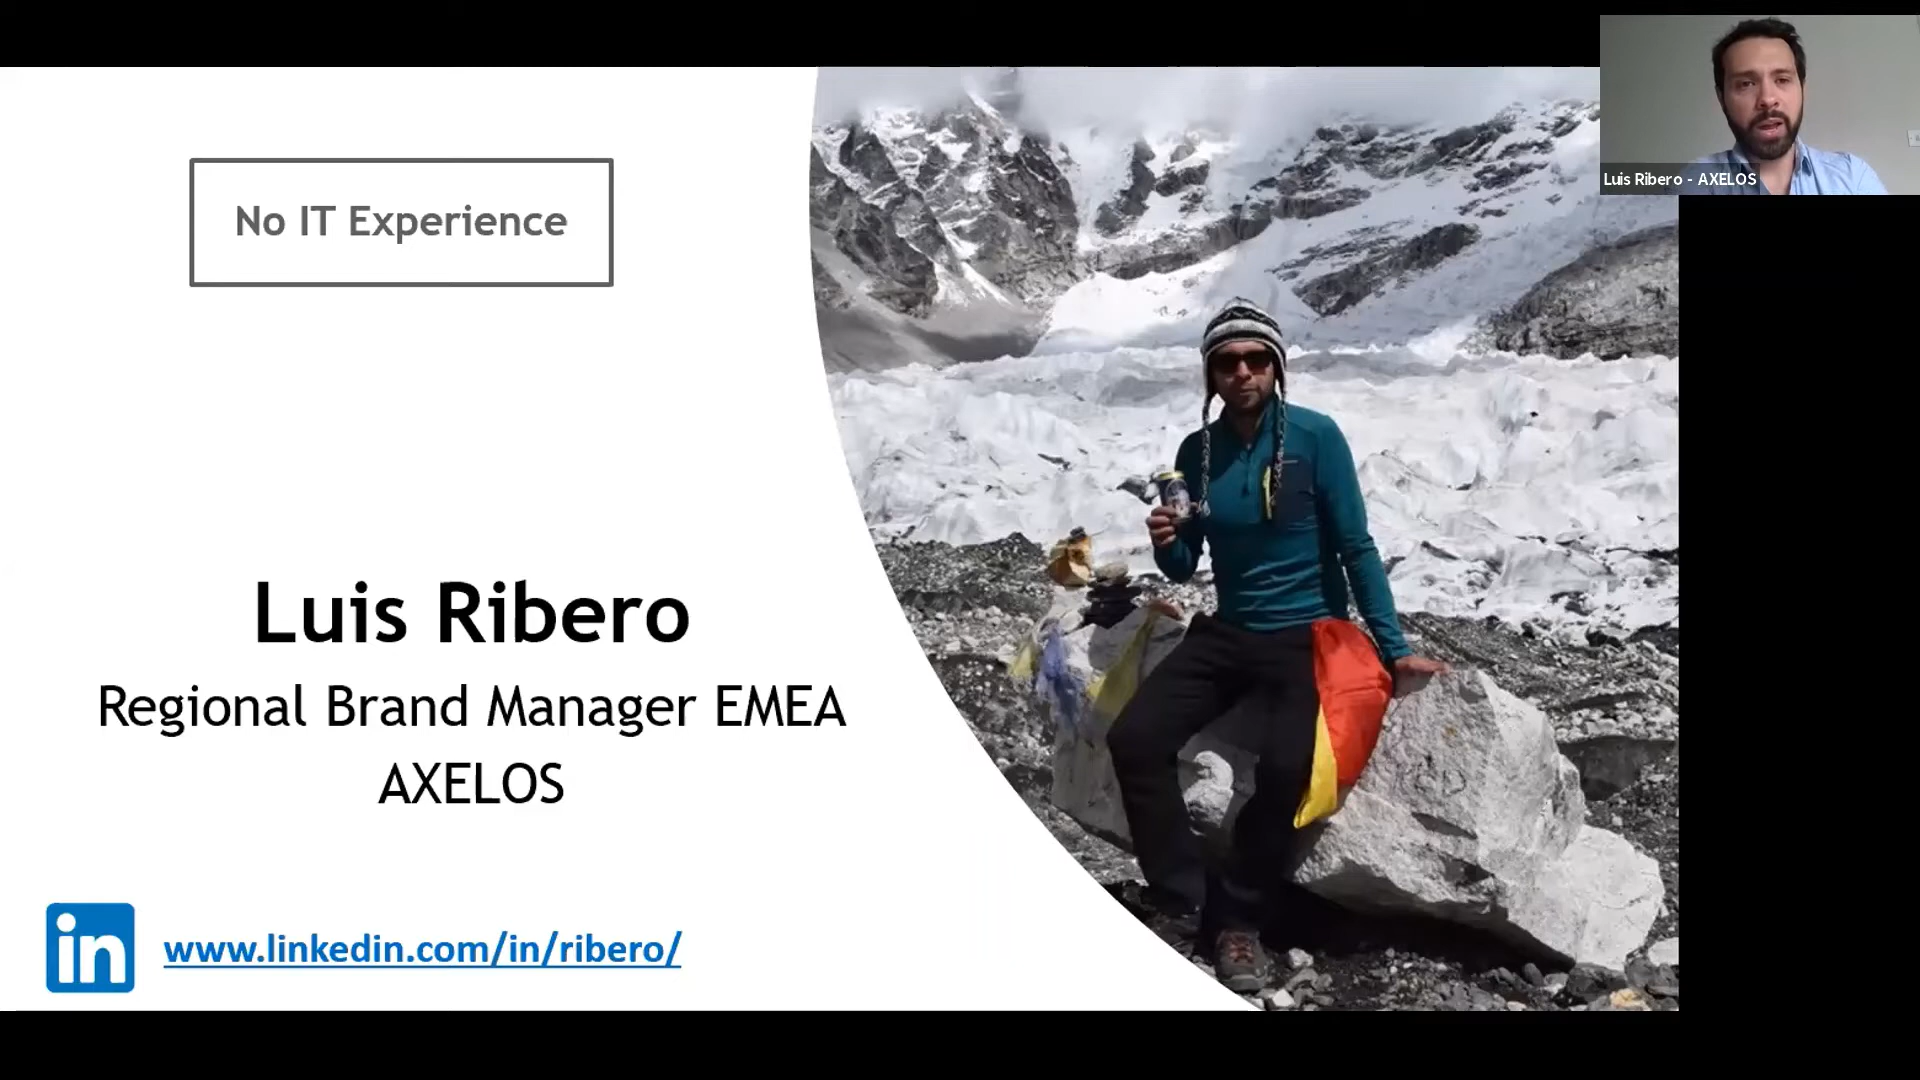 No IT Experience
Luis Ribero
Regional Brand Manager EMEA
AXELOS
in
www.linkedin.com/in/ribero/
Luis Ribero - AXELOS